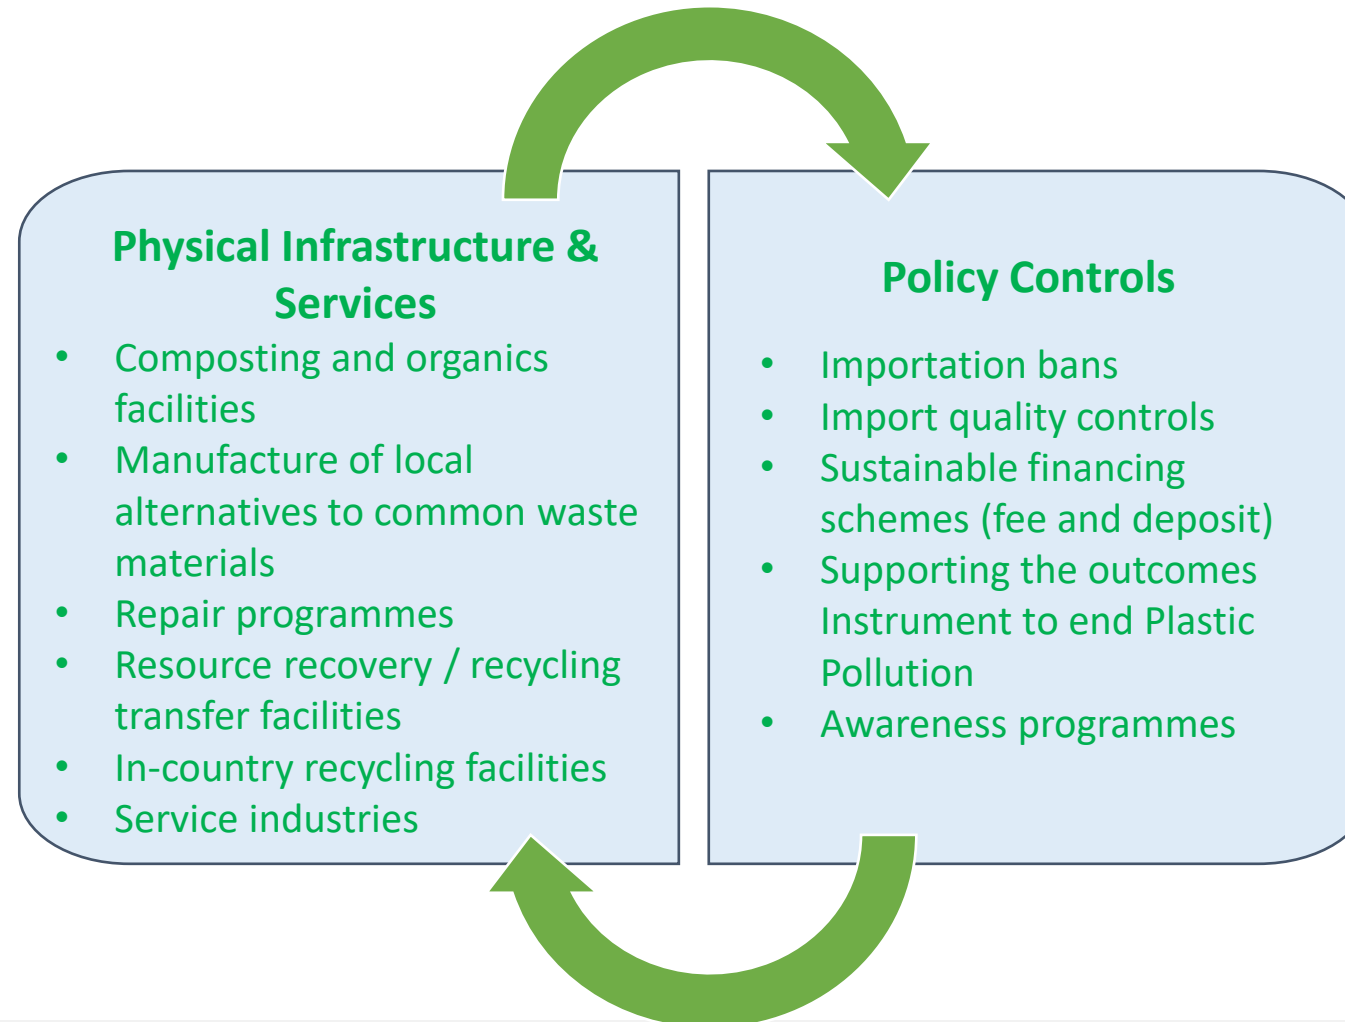 Physical Infrastructure &
Services
• Composting and organics
facilities
• Manufacture of local
alternatives to common waste
materials
• Repair programmes
• Resource recovery / recycling
transfer facilities
• In-country recycling facilities
• Service industries
Policy Controls
• Importation bans
• Import quality controls
• Sustainable financing
schemes (fee and deposit)
• Supporting the outcomes
Instrument to end Plastic
Pollution
• Awareness programmes